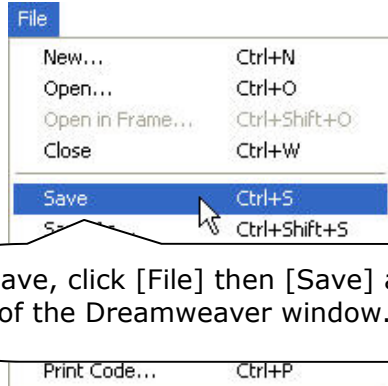 File
New... Ctrl+N
Open... Ctrl+O
Open in Frame... Ctrl+Shift+O
Close Ctrl+W
Save Ctrl+S
Ctrl+Shift+S
ave, click [File] then [Save] a
of the Dreamweaver window.
Print Code... Ctrl+P